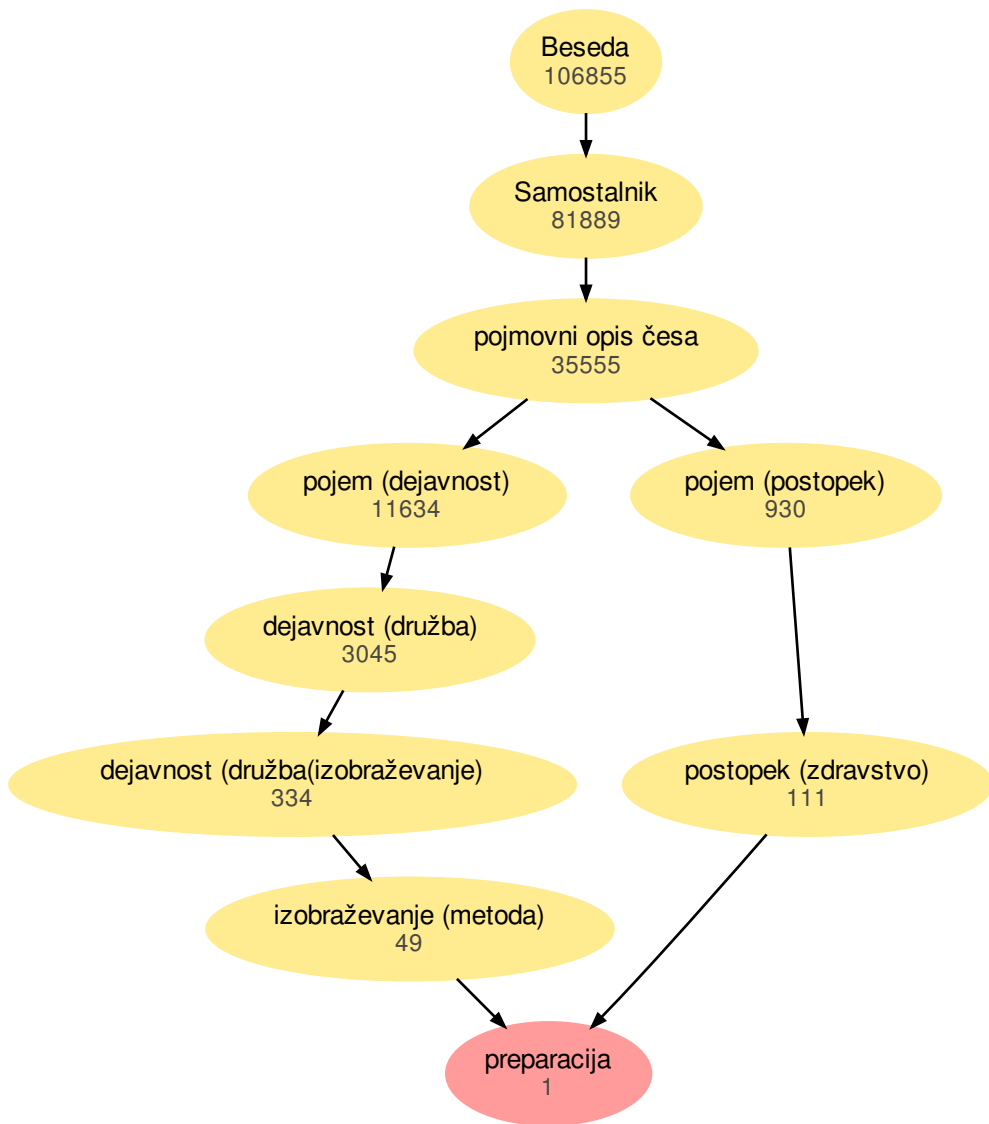 Beseda
106855
Samostalnik
81889
pojmovni opis česa
35555
pojem (dejavnost)
11634
pojem (postopek)
930
dejavnost (družba)
3045
dejavnost (družba(izobraževanje)
334
postopek (zdravstvo)
111
izobraževanje (metoda)
49
preparacija
1